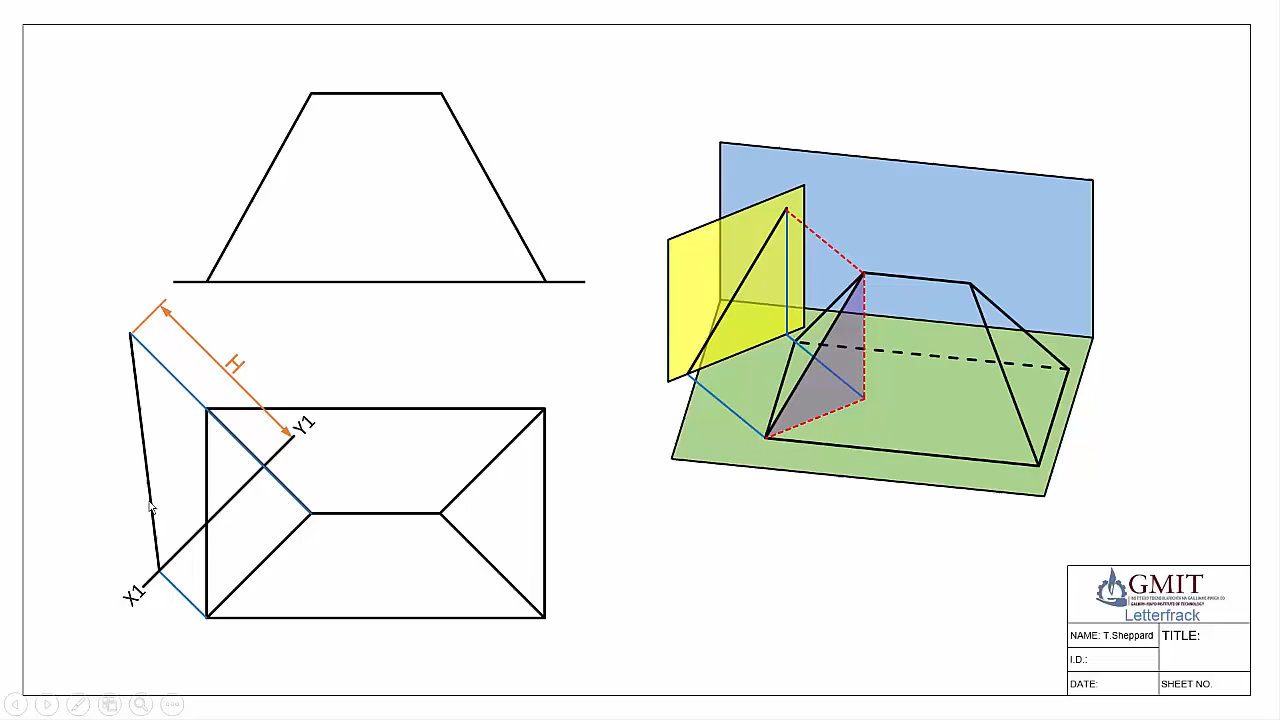 H
Y1
X1
GMIT
Letterfrack
NAME: T.Sheppard
TITLE:
I.D.:
DATE:
SHEET NO.